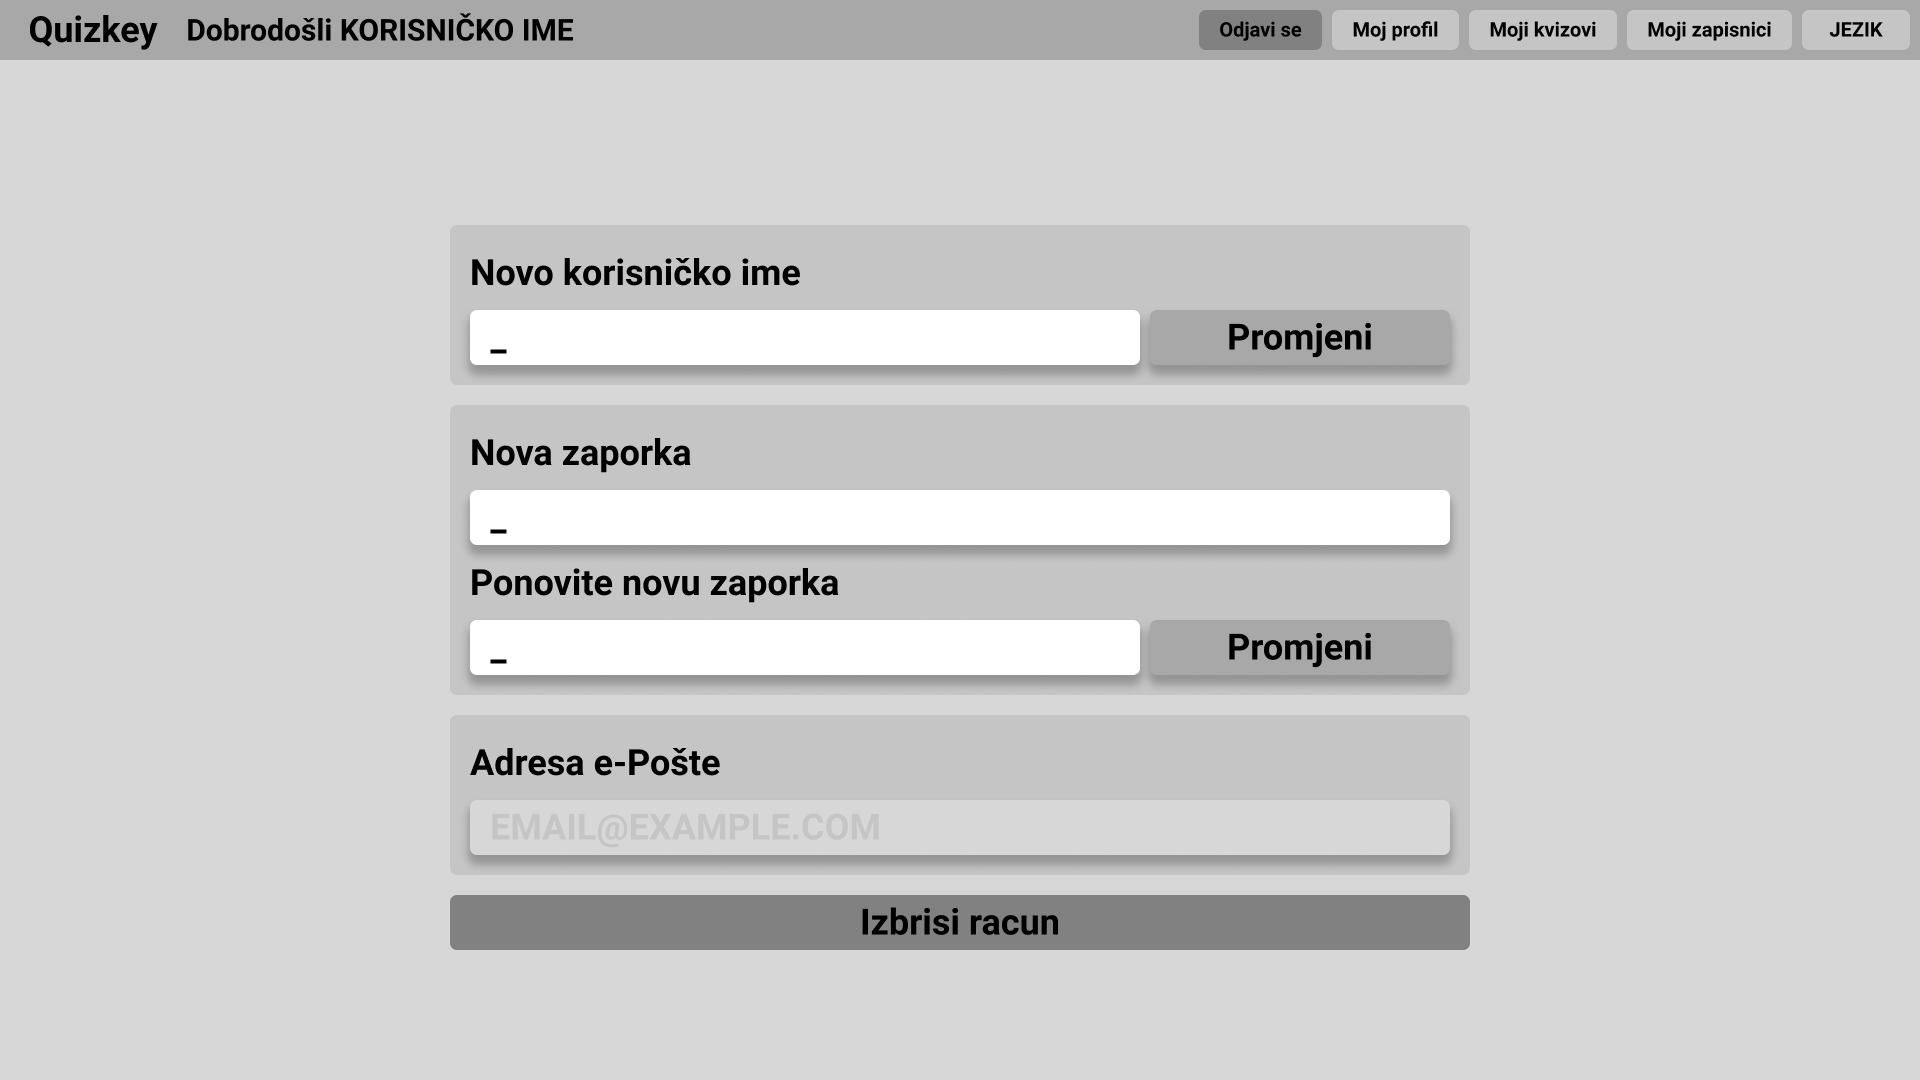 Quizkey Dobrodošli KORISNIČKO IME Odjavi se Moj profil Moji kvizovi Moji zapisnici JEZIK
Novo korisničko ime
_ Promjeni
Nova zaporka
_
Ponovite novu zaporka
_ Promjeni
Adresa e-Pošte
EMAIL@EXAMPLE.COM
Izbrisi racun